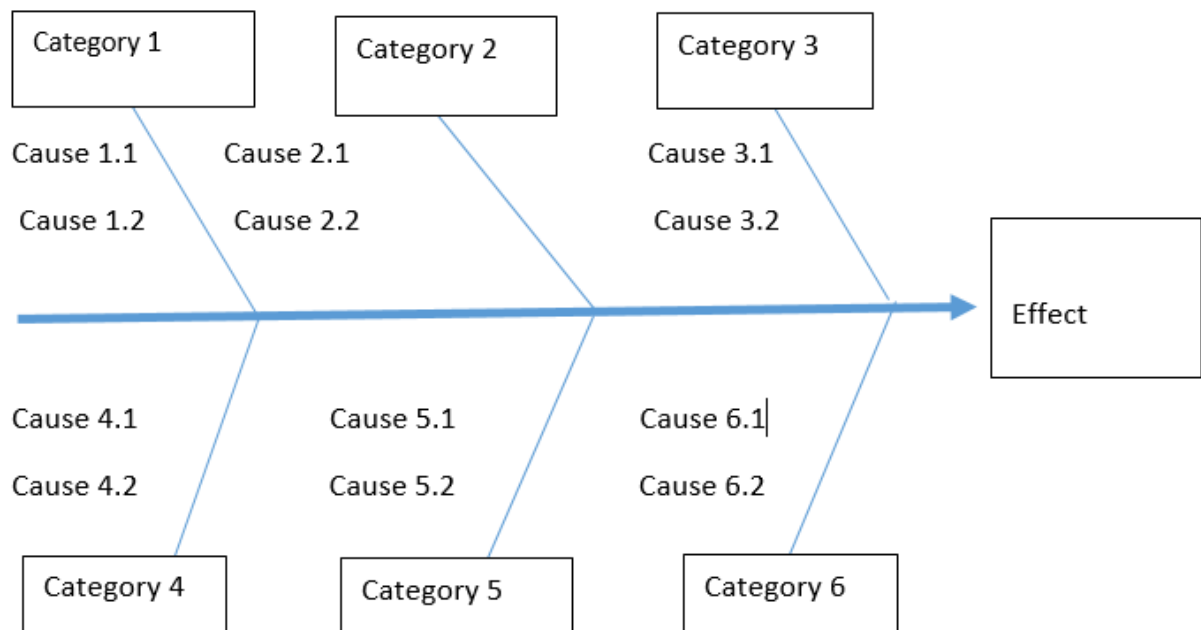 Category 1
Category 2
Category 3
Cause 1.1
Cause 2.1
Cause 3.1
Cause 1.2
Cause 2.2
Cause 3.2
Effect
Cause 4.1
Cause 5.1
Cause 6.1
Cause 4.2
Cause 5.2
Cause 6.2
Category 4
Category 5
Category 6